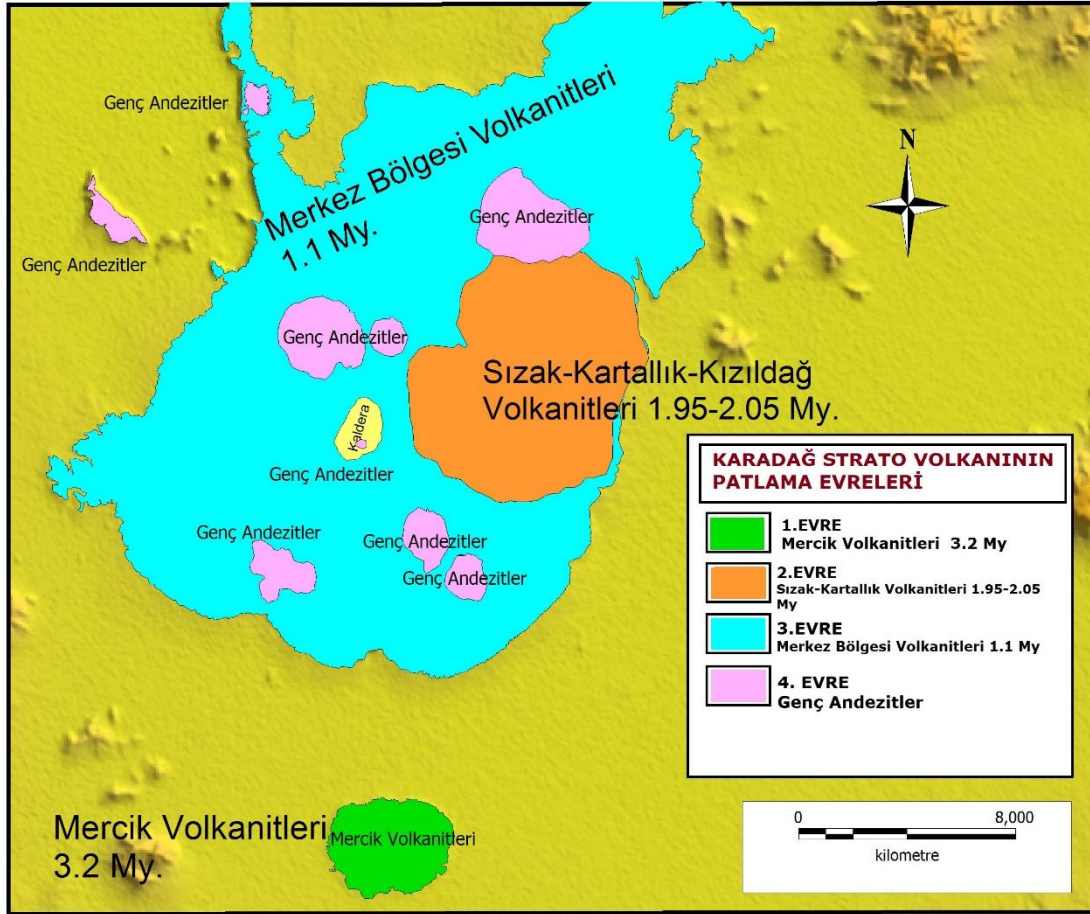 Genç Andezitler
Merkez Bölgesi Volkanitleri
1.1 My.
N
Genç Andezitler
Genç Andezitler
Genç Andezitler
Sızak-Kartallık-Kızıldağ
Volkanitleri 1.95-2.05 My.
Kaldera
Genç Andezitler
Genç Andezitler
Genç Andezitler
Genç Andezitler
KARADAĞ STRATO VOLKANININ
PATLAMA EVRELERİ
1.EVRE
Mercik Volkanitleri 3.2 My
2.EVRE
Sızak-Kartallık Volkanitleri 1.95-2.05
My
3.EVRE
Merkez Bölgesi Volkanitleri 1.1 My
4. EVRE
Genç Andezitler
Mercik Volkanitleri
3.2 My.
Mercik Volkanitleri
0 8,000
kilometre